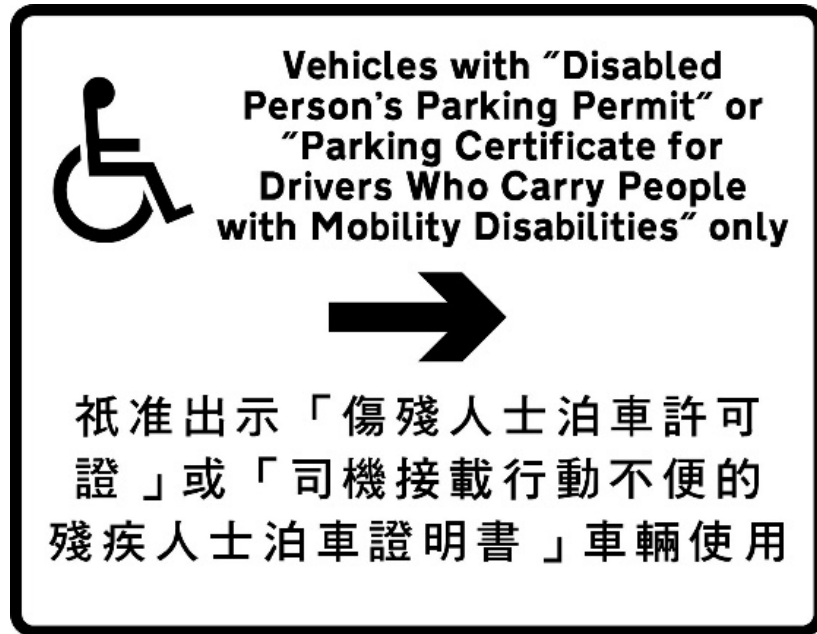 Vehicles with ″Disabled
Person's Parking Permit″ or
″Parking Certificate for
Drivers Who Carry People
with Mobility Disabilities″ only
祇准出示「傷殘人士泊車許可
證」或「司機接載行動不便的
殘疾人士泊車證明書」車輛使用